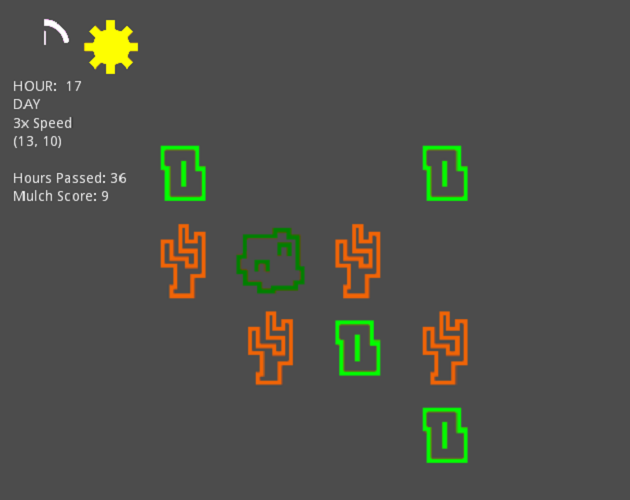 HOUR:  17
DAY
3x Speed
(13, 10)
Hours Passed: 36
Mulch Score: 9